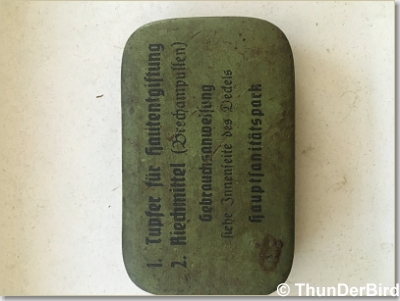 1. Tupfer für Hautentgiftung
2. Riechmittel (Brechampullen)
Gebrauchsanweisung
siehe Innenseite des Deckels
Hauptsanitätspark
© ThunDerBird